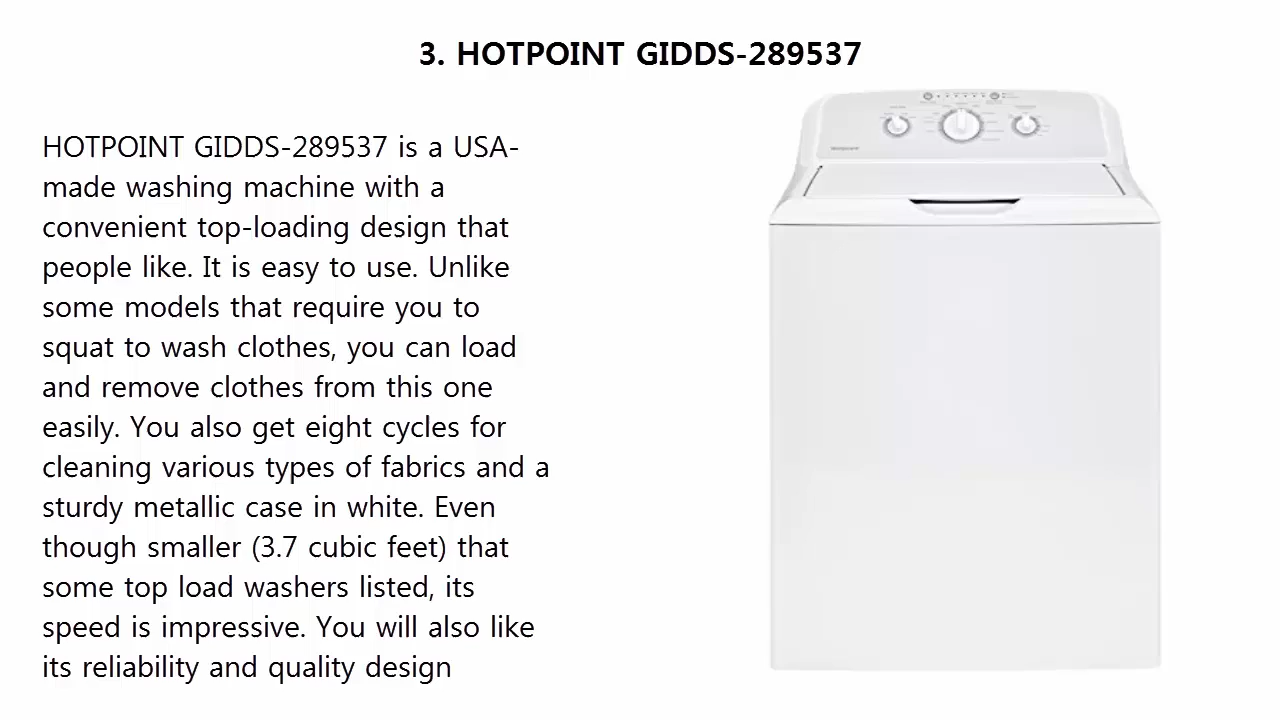 3. HOTPOINT GIDDS-289537
HOTPOINT GIDDS-289537 is a USA-
made washing machine with a
convenient top-loading design that
people like. It is easy to use. Unlike
some models that require you to
squat to wash clothes, you can load
and remove clothes from this one
easily. You also get eight cycles for
cleaning various types of fabrics and a
sturdy metallic case in white. Even
though smaller (3.7 cubic feet) that
some top load washers listed, its
speed is impressive. You will also like
its reliability and quality design